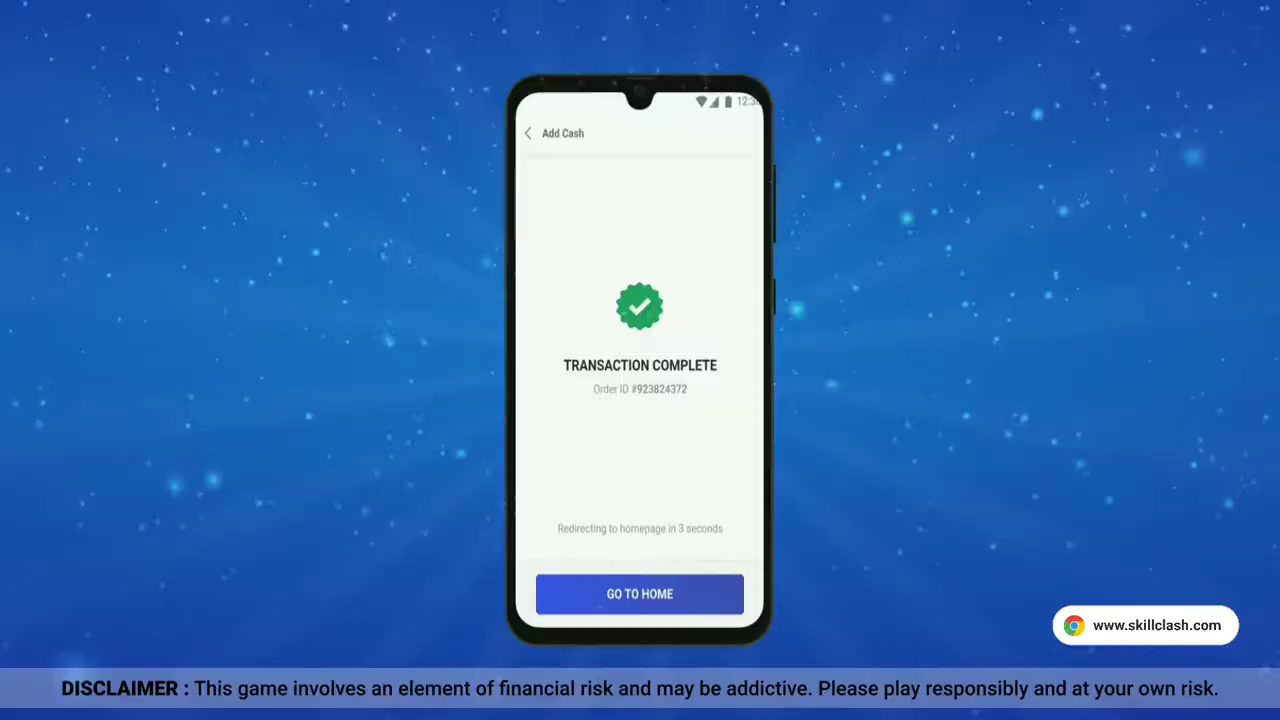 Add Cash
TRANSACTION COMPLETE
Order ID #923824372
Redirecting to homepage in 3 seconds
GO TO HOME
www.skillclash.com
DISCLAIMER : This game involves an element of financial risk and may be addictive. Please play responsibly and at your own risk.